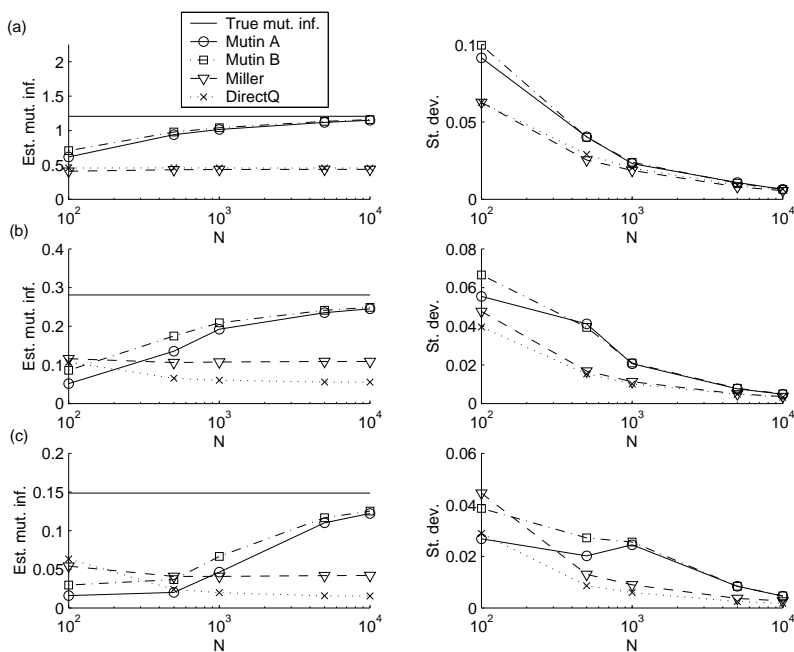 (a)
True mut. inf.
Mutin A
Mutin B
Miller
DirectQ
Est. mut. inf.
2
1.5
1
0.5
0
10^2
10^3
10^4
N
St. dev.
0.1
0.05
0
10^2
10^3
10^4
N
(b)
Est. mut. inf.
0.4
0.3
0.2
0.1
0
10^2
10^3
10^4
N
St. dev.
0.08
0.06
0.04
0.02
0
10^2
10^3
10^4
N
(c)
Est. mut. inf.
0.2
0.15
0.1
0.05
0
10^2
10^3
10^4
N
St. dev.
0.06
0.04
0.02
0
10^2
10^3
10^4
N